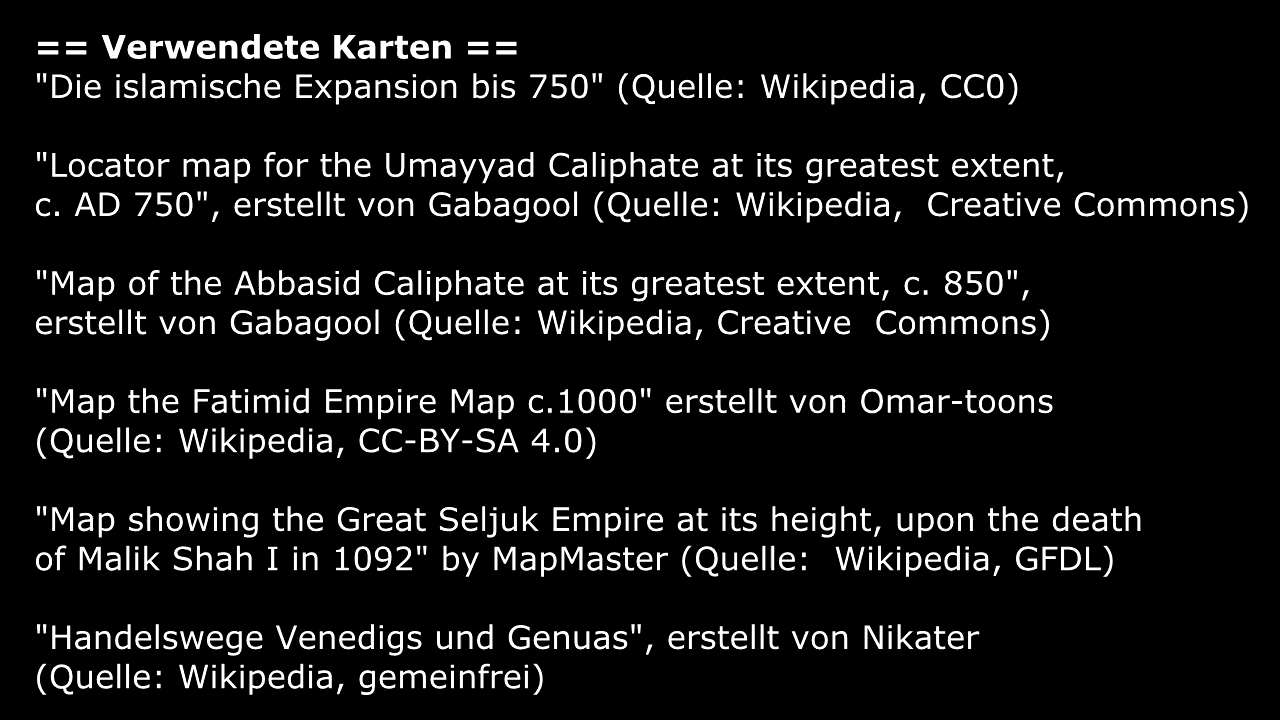 == Verwendete Karten ==
"Die islamische Expansion bis 750" (Quelle: Wikipedia, CC0)
"Locator map for the Umayyad Caliphate at its greatest extent,
c. AD 750", erstellt von Gabagool (Quelle: Wikipedia,  Creative Commons)
"Map of the Abbasid Caliphate at its greatest extent, c. 850",
erstellt von Gabagool (Quelle: Wikipedia, Creative  Commons)
"Map the Fatimid Empire Map c.1000" erstellt von Omar-toons
(Quelle: Wikipedia, CC-BY-SA 4.0)
"Map showing the Great Seljuk Empire at its height, upon the death
of Malik Shah I in 1092" by MapMaster (Quelle:  Wikipedia, GFDL)
"Handelswege Venedigs und Genuas", erstellt von Nikater
(Quelle: Wikipedia, gemeinfrei)